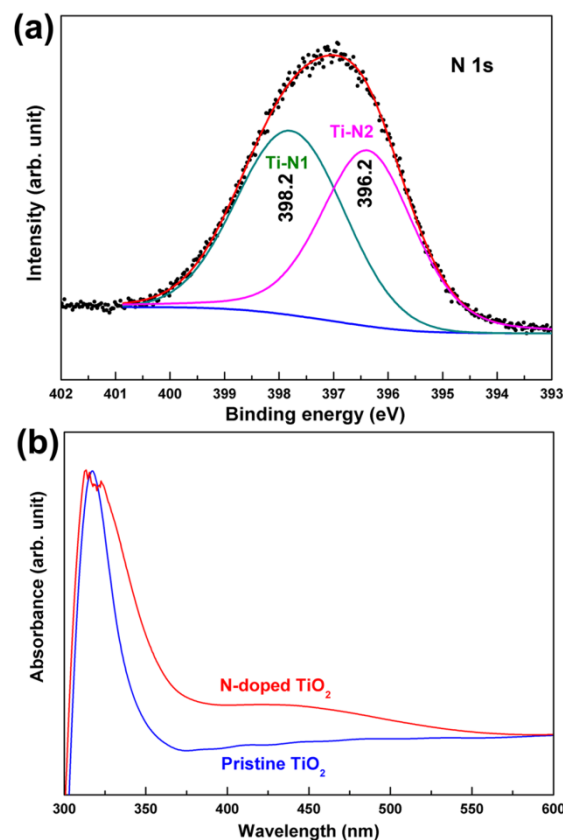 (a)
N 1s
Ti-N1
398.2
Ti-N2
396.2
Intensity (arb. unit)
402 401 400 399 398 397 396 395 394 393
Binding energy (eV)
(b)
Absorbance (arb. unit)
N-doped TiO₂
Pristine TiO₂
300 350 400 450 500 550 600
Wavelength (nm)